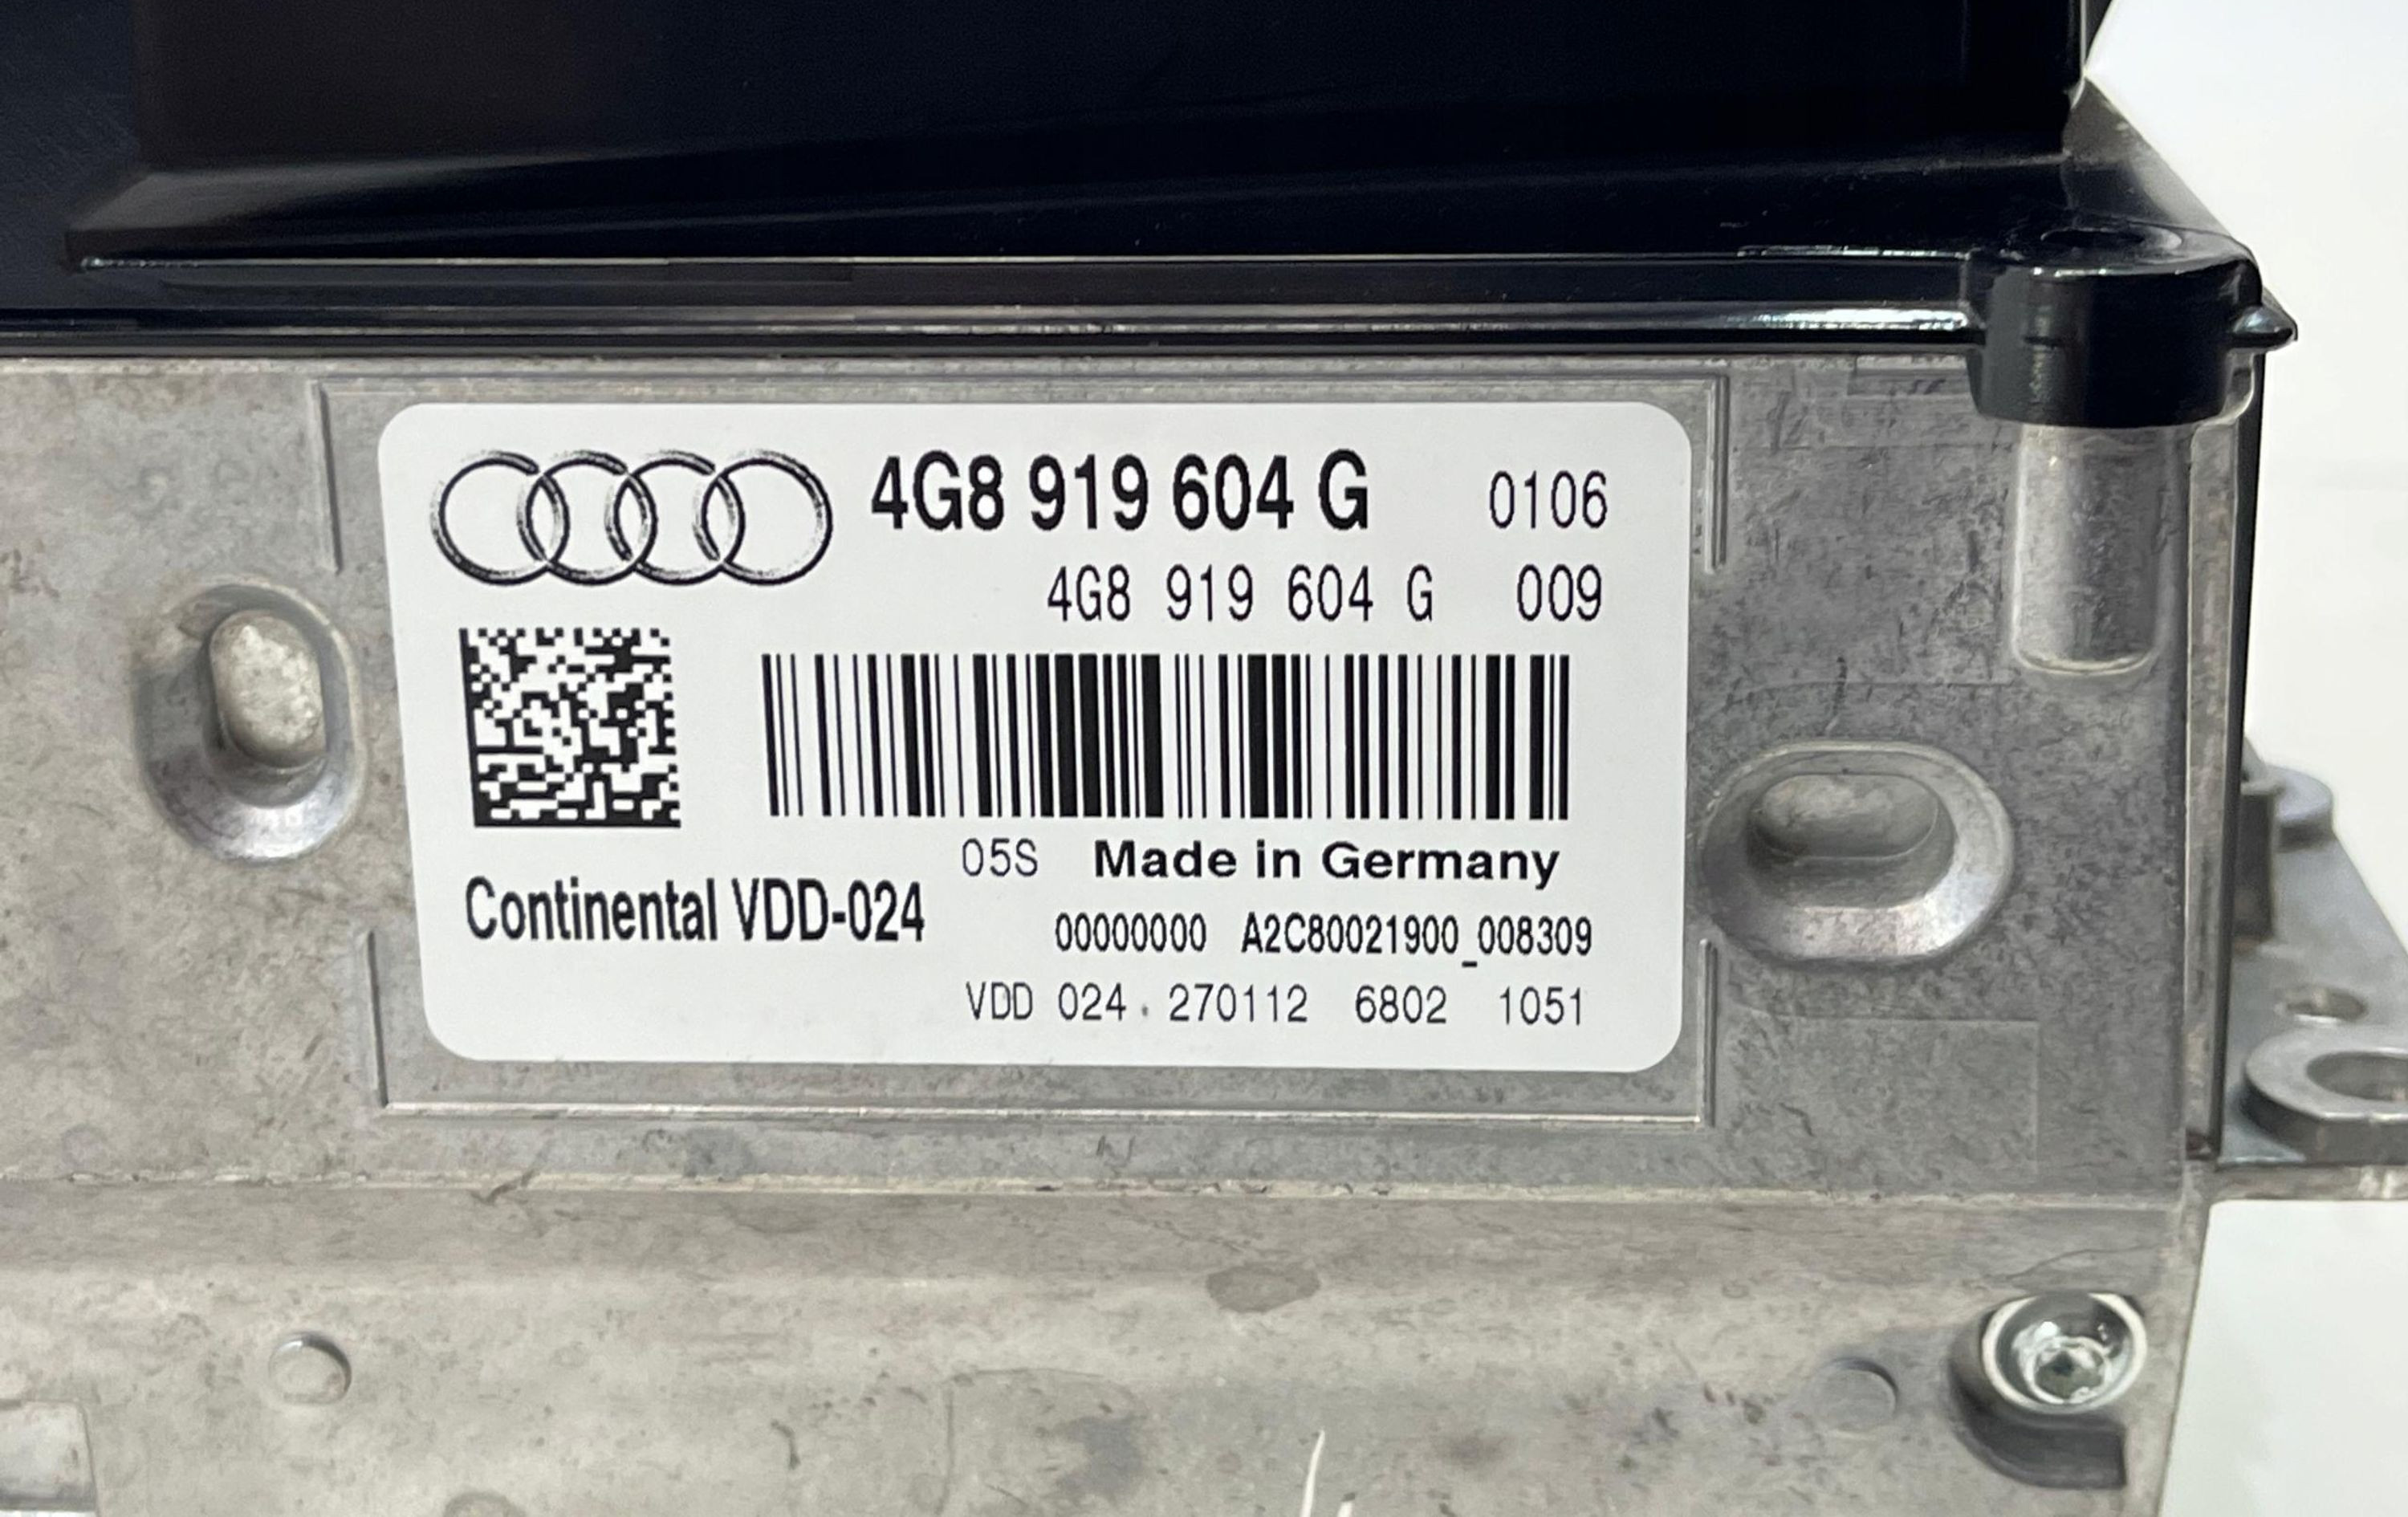 4G8 919 604 G 0106
4G8 919 604 G 009
05S Made in Germany
Continental VDD-024
00000000 A2C80021900_008309
VDD 024 270112 6802 1051